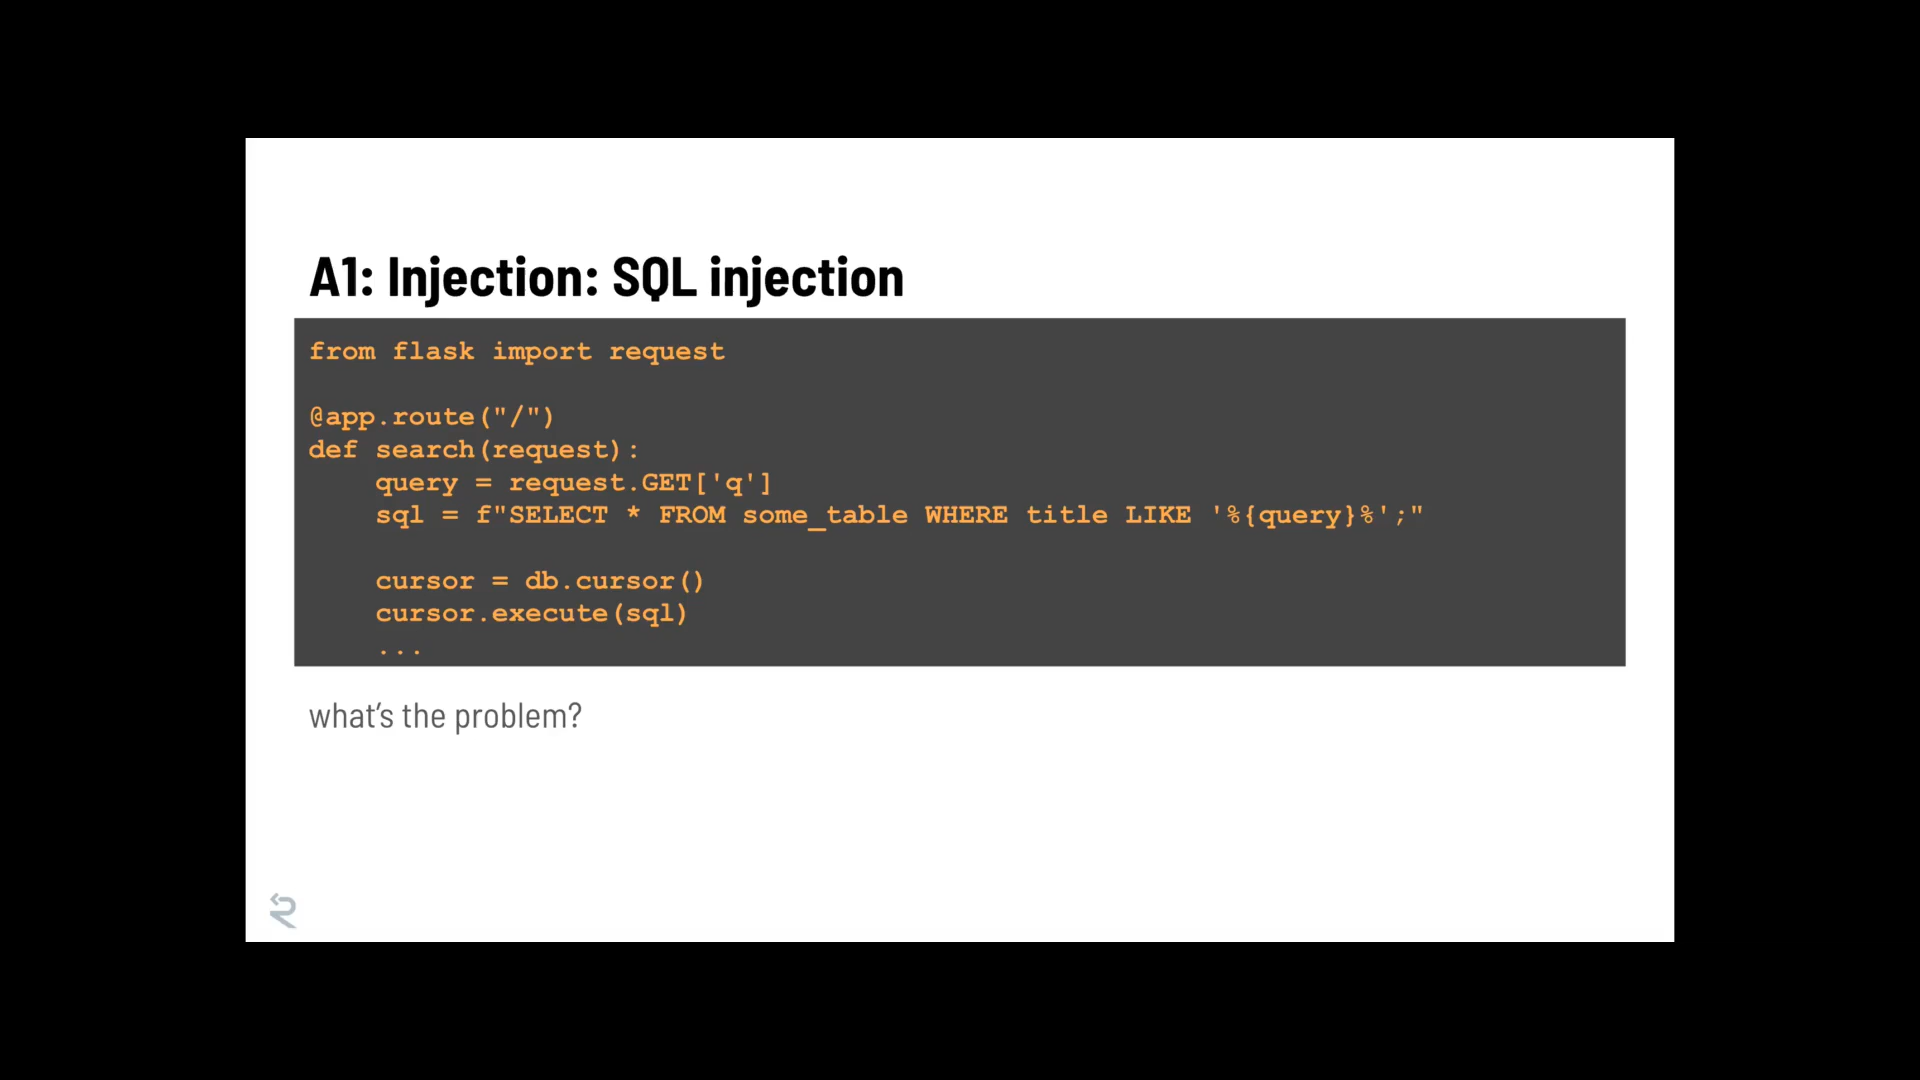 A1: Injection: SQL injection
from flask import request
@app.route("/")
def search(request):
    query = request.GET['q']
    sql = f"SELECT * FROM some_table WHERE title LIKE '%{query}%';"
    cursor = db.cursor()
    cursor.execute(sql)
    ...
what’s the problem?